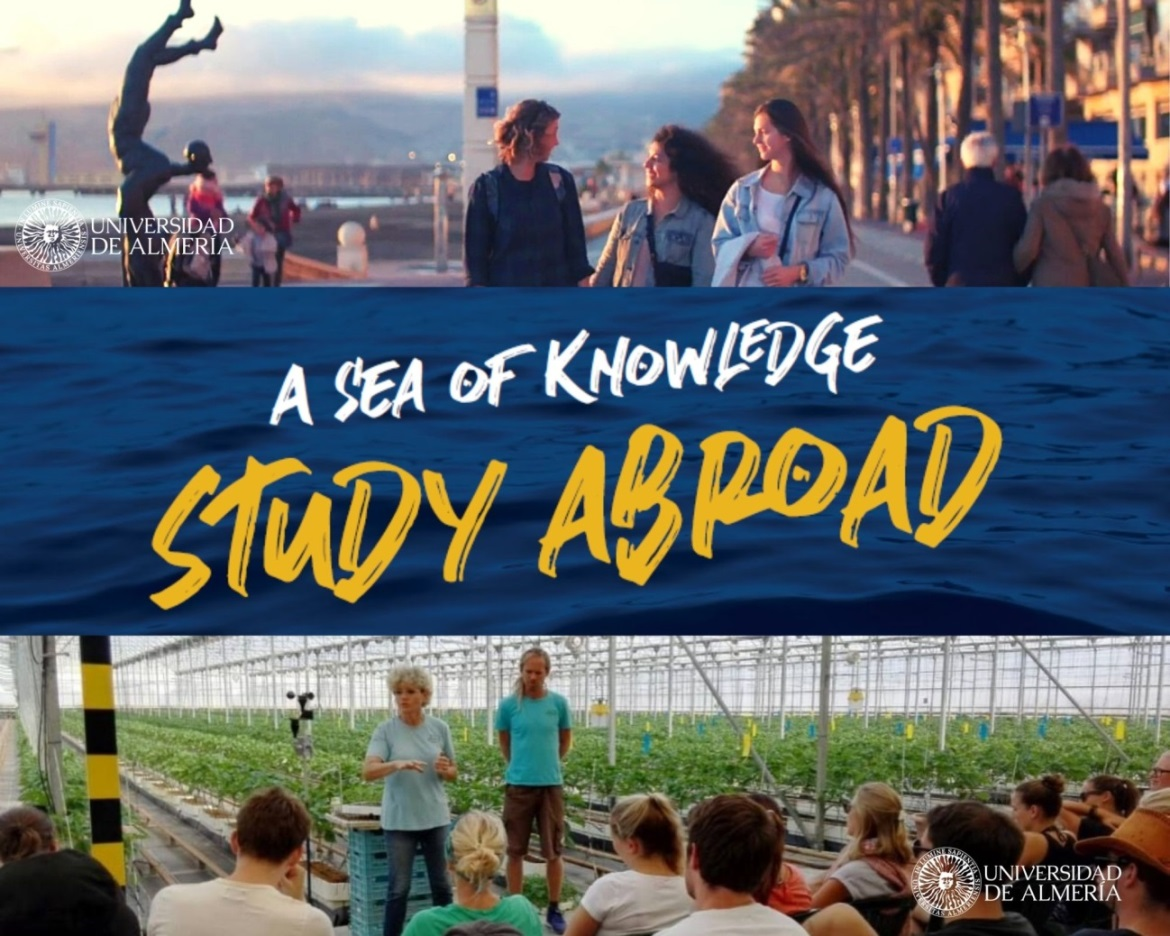 UNIVERSIDAD
DE ALMERÍA
A SEA OF KNOWLEDGE
STUDY ABROAD
UNIVERSIDAD
DE ALMERÍA